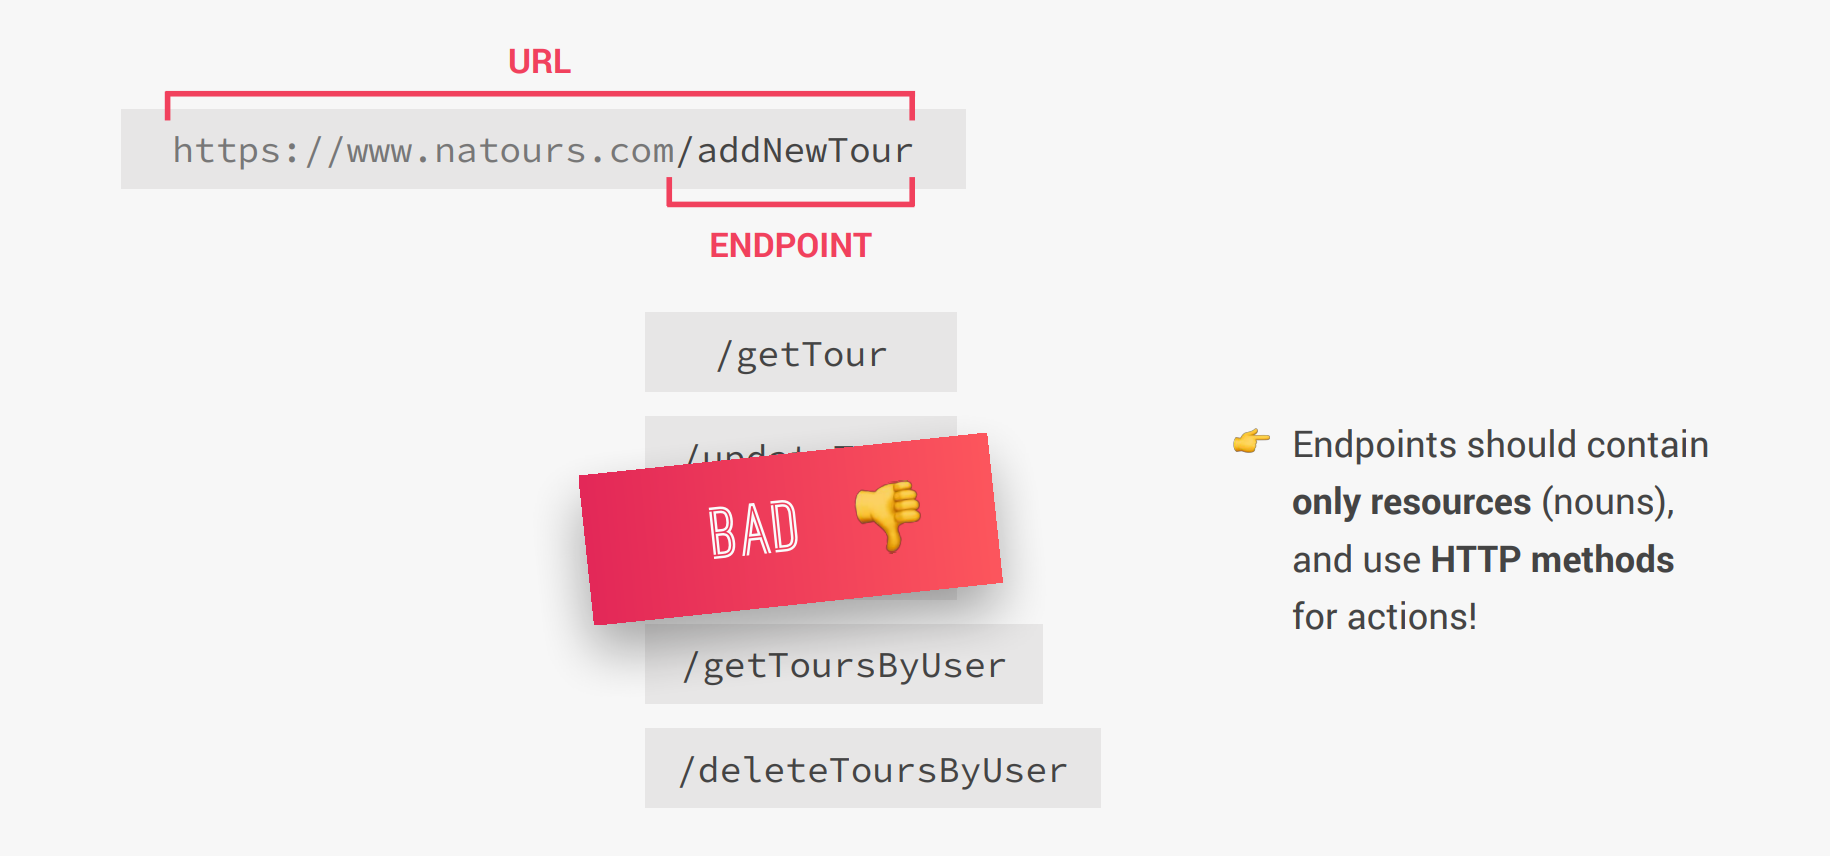 URL
https://www.natours.com/addNewTour
ENDPOINT
/getTour
BAD
/getToursByUser
/deleteToursByUser
Endpoints should contain
only resources (nouns),
and use HTTP methods
for actions!